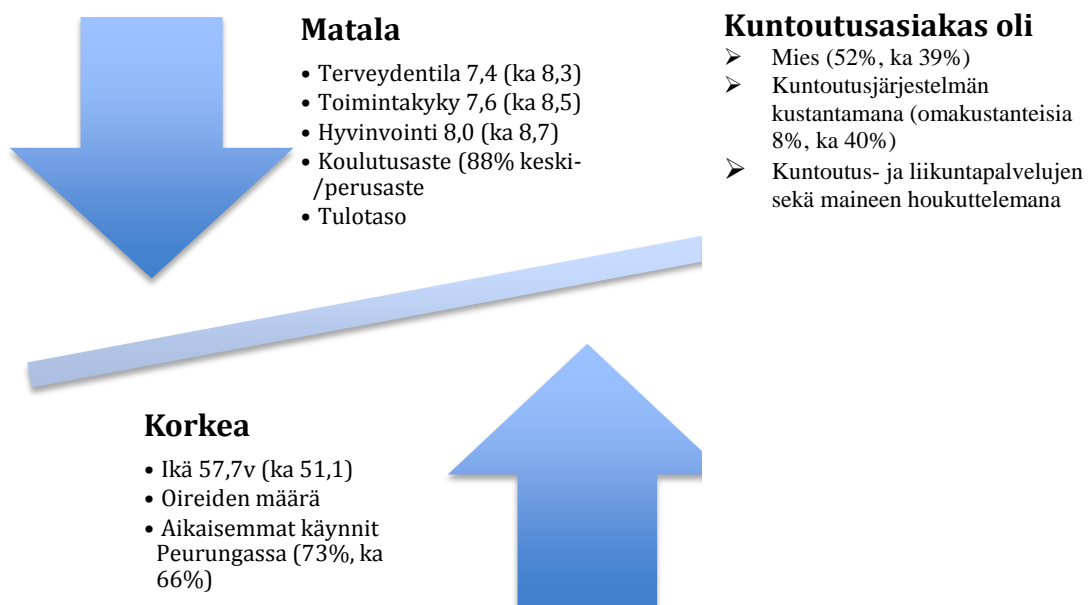 Matala
• Terveydentila 7,4 (ka 8,3)
• Toimintakyky 7,6 (ka 8,5)
• Hyvinvointi 8,0 (ka 8,7)
• Koulutusaste (88% keski-
/perusaste
• Tulotaso
Kuntoutusasiakas oli
➢ Mies (52%, ka 39%)
➢ Kuntoutusjärjestelmän
kustantamana (omakustanteisia
8%, ka 40%)
➢ Kuntoutus- ja liikuntapalvelujen
sekä maineen houkuttelemana
Korkea
• Ikä 57,7v (ka 51,1)
• Oireiden määrä
• Aikaisemmat käynnit
Peurungassa (73%, ka
66%)